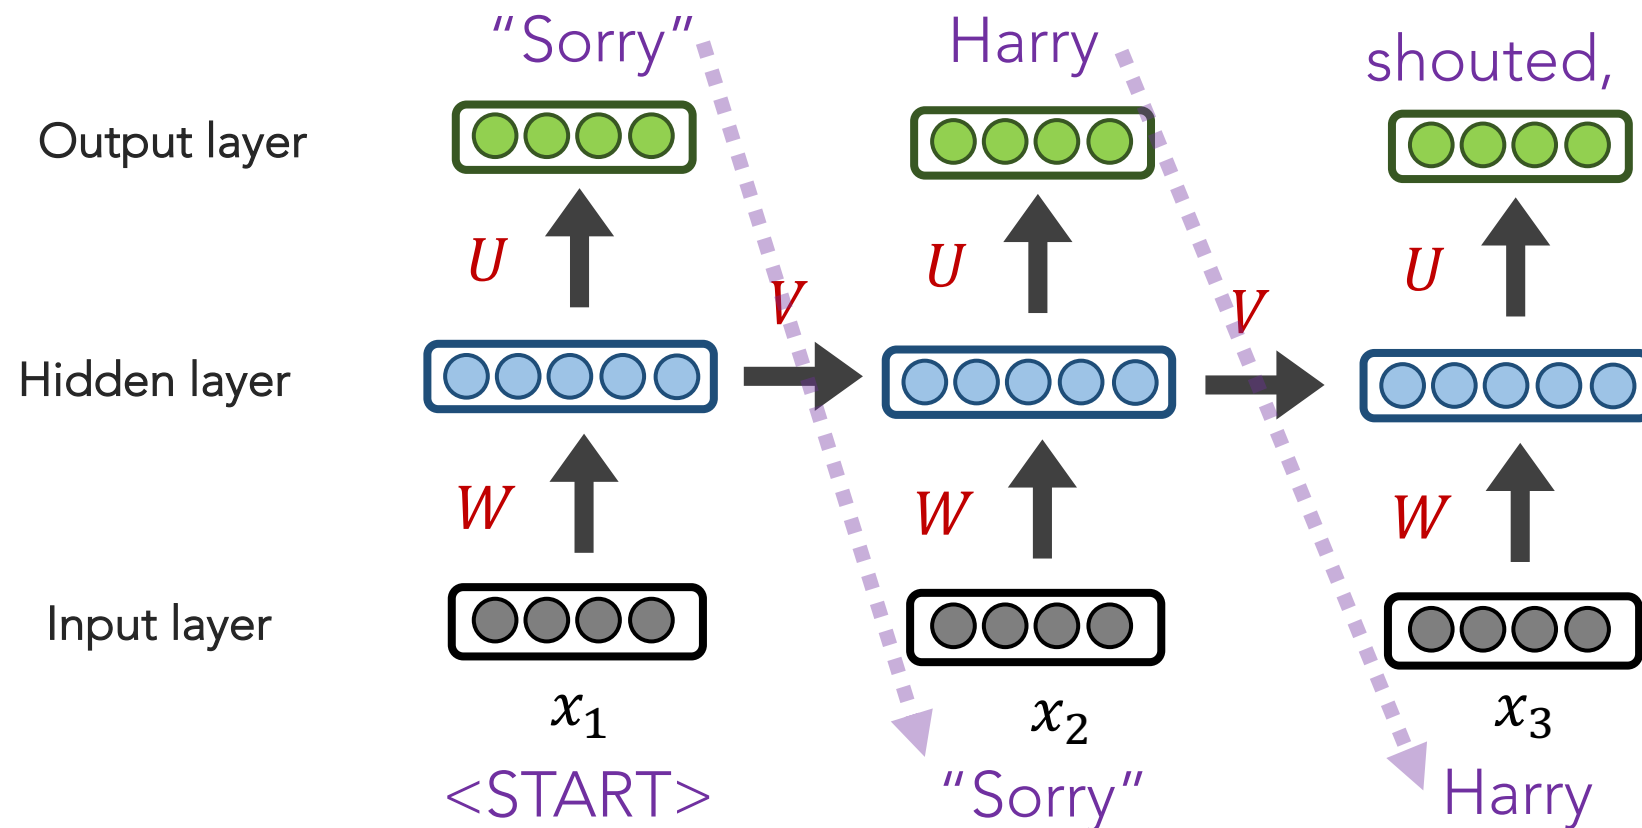 “Sorry”
Harry
shouted,
Output layer
U
U
U
V
V
Hidden layer
W
W
W
Input layer
x₁
x₂
x₃
<START>
“Sorry”
Harry